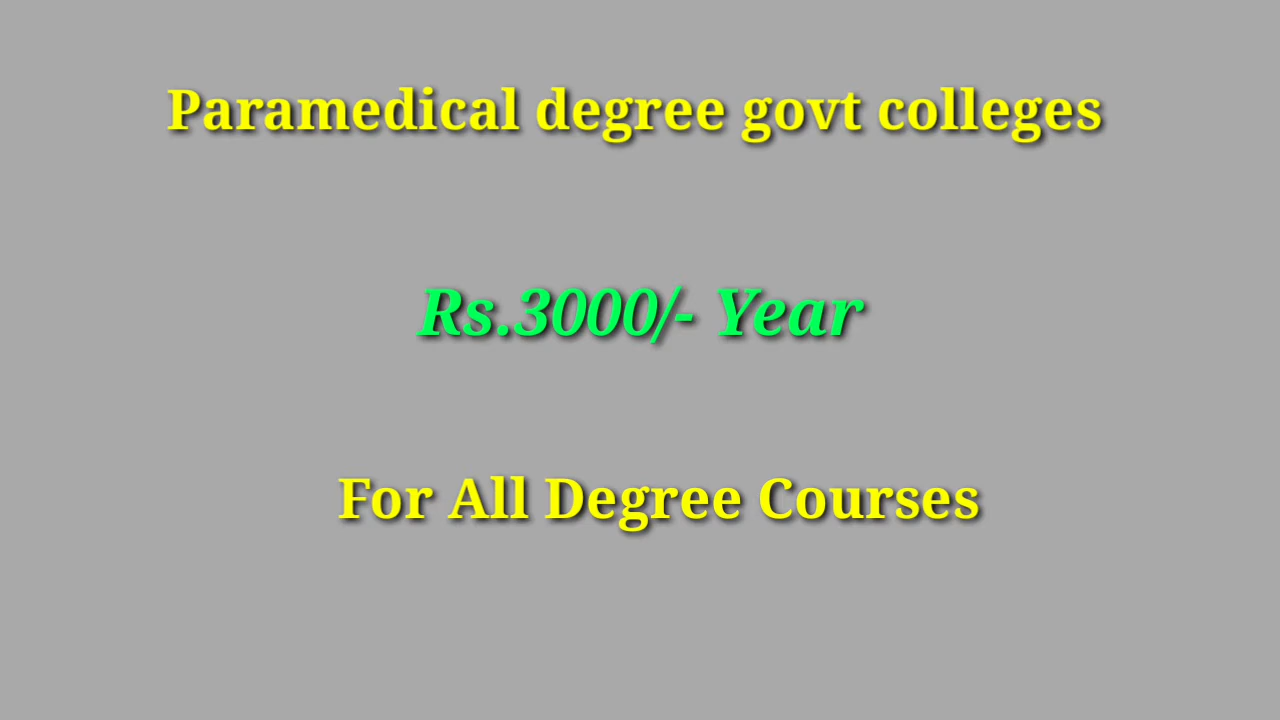 Paramedical degree govt colleges
Rs.3000/- Year
For All Degree Courses